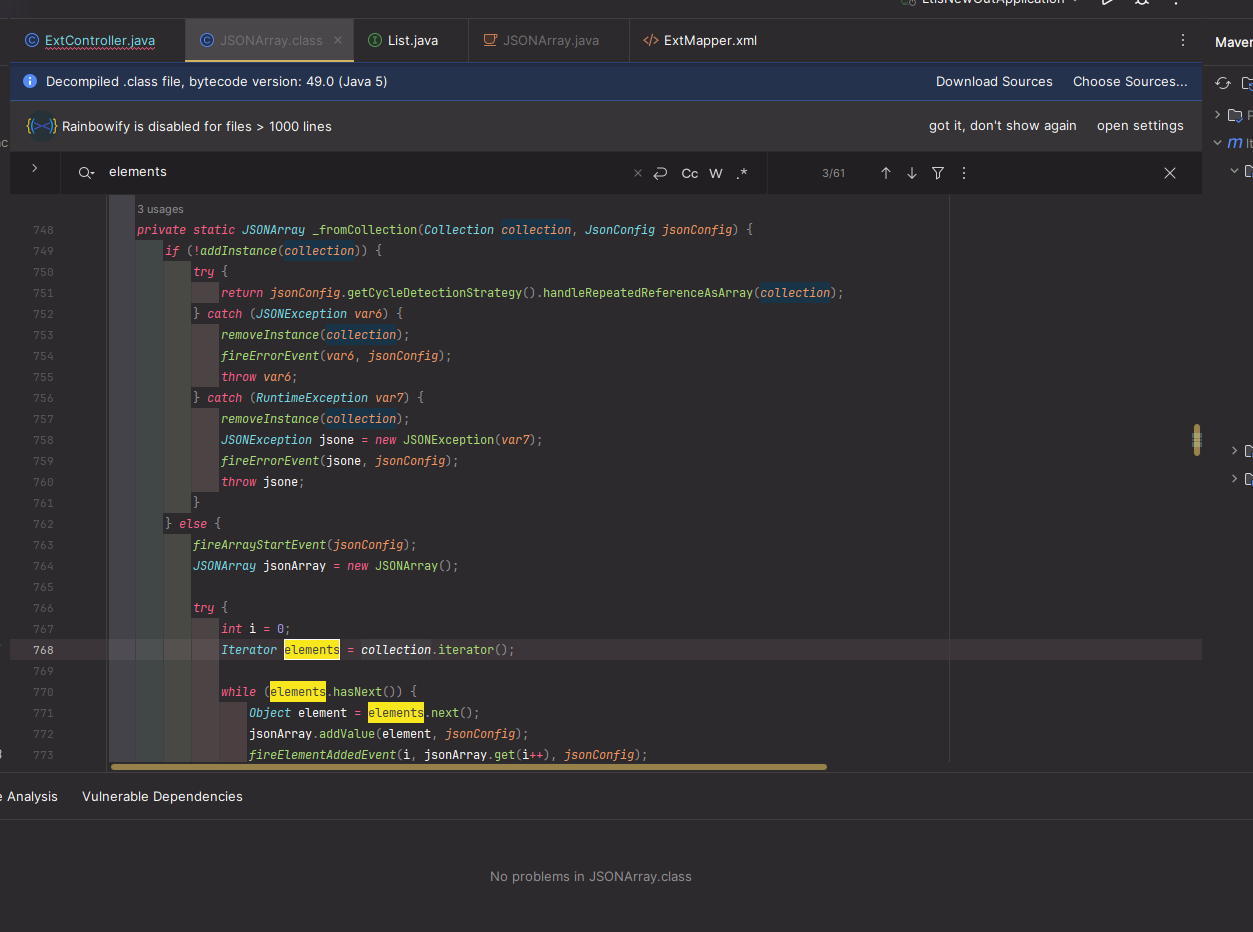 ExtController.java JSONArray.class List.java JSONArray.java </> ExtMapper.xml Maven
Decompiled .class file, bytecode version: 49.0 (Java 5) Download Sources Choose Sources...
Rainbowify is disabled for files > 1000 lines got it, don't show again open settings
elements Cc W .* 3/61
3 usages
748 private static JSONArray _fromCollection(Collection collection, JsonConfig jsonConfig) {
749 if (!addInstance(collection)) {
750 try {
751 return jsonConfig.getCycleDetectionStrategy().handleRepeatedReferenceAsArray(collection);
752 } catch (JSONException var6) {
753 removeInstance(collection);
754 fireErrorEvent(var6, jsonConfig);
755 throw var6;
756 } catch (RuntimeException var7) {
757 removeInstance(collection);
758 JSONException jsone = new JSONException(var7);
759 fireErrorEvent(jsone, jsonConfig);
760 throw jsone;
761 }
762 } else {
763 fireArrayStartEvent(jsonConfig);
764 JSONArray jsonArray = new JSONArray();
765
766 try {
767 int i = 0;
768 Iterator elements = collection.iterator();
769
770 while (elements.hasNext()) {
771 Object element = elements.next();
772 jsonArray.addValue(element, jsonConfig);
773 fireElementAddedEvent(i, jsonArray.get(i++), jsonConfig);
Analysis Vulnerable Dependencies
No problems in JSONArray.class